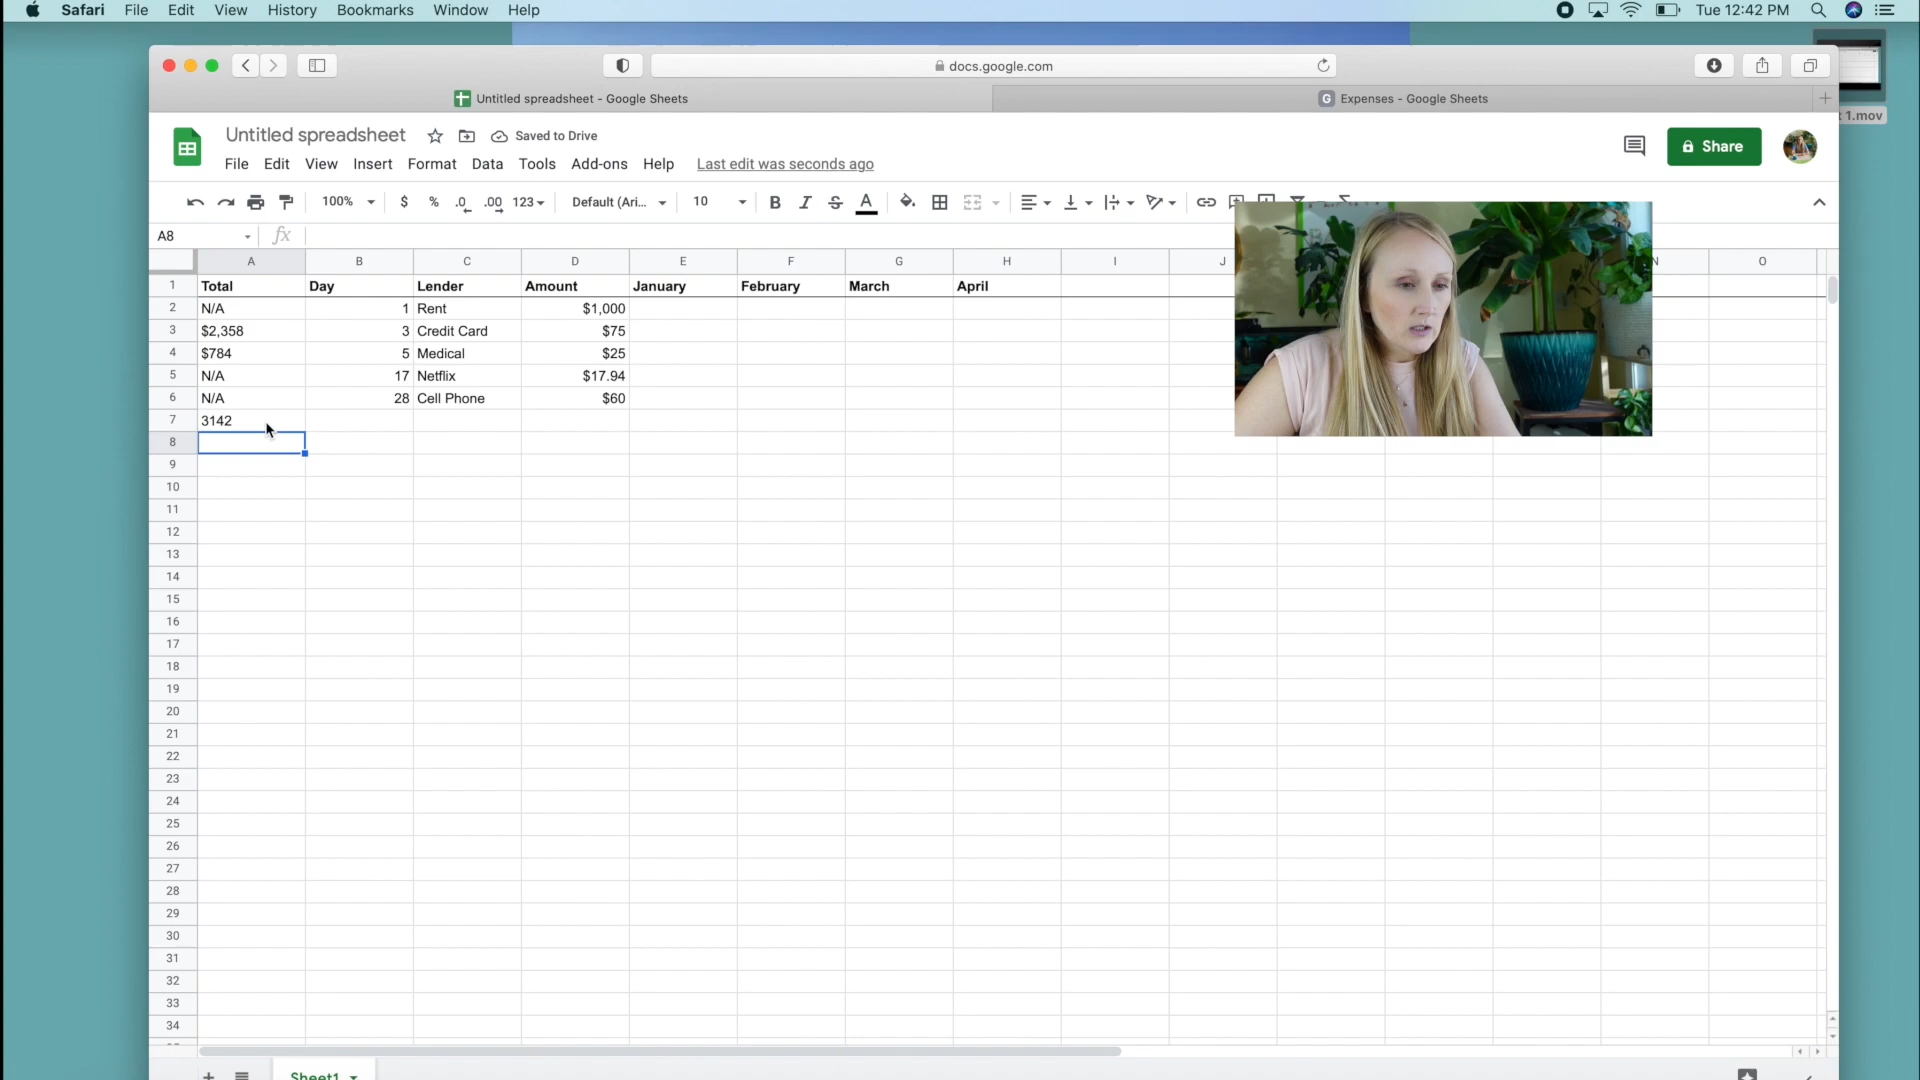 Safari File Edit View History Bookmarks Window Help Tue 12:42 PM
docs.google.com
Untitled spreadsheet - Google Sheets
G Expenses - Google Sheets
1.mov
Untitled spreadsheet Saved to Drive
File Edit View Insert Format Data Tools Add-ons Help Last edit was seconds ago
Share
100% $ % .0 .00 123 Default (Ari... 10 B I S A
A8 fx
A B C D E F G H I J N O
1 Total Day Lender Amount January February March April
2 N/A 1 Rent $1,000
3 $2,358 3 Credit Card $75
4 $784 5 Medical $25
5 N/A 17 Netflix $17.94
6 N/A 28 Cell Phone $60
7 3142
8
9
10
11
12
13
14
15
16
17
18
19
20
21
22
23
24
25
26
27
28
29
30
31
32
33
34
Sheet1